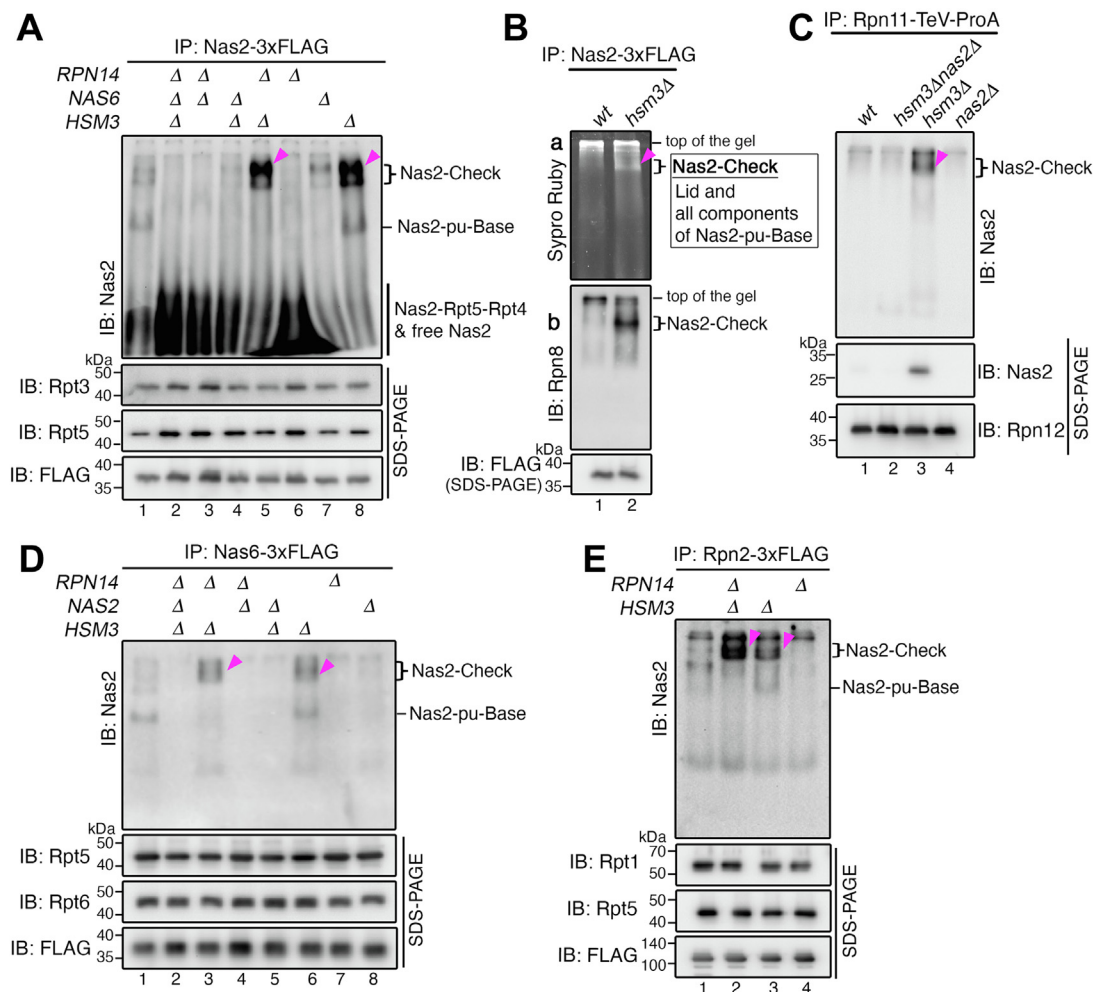 A
IP: Nas2-3xFLAG
RPN14 Δ Δ Δ Δ
NAS6 Δ Δ Δ Δ
HSM3 Δ Δ Δ Δ
IB: Nas2
Nas2-Check
Nas2-pu-Base
Nas2-Rpt5-Rpt4
& free Nas2
kDa
IB: Rpt3
50
40
IB: Rpt5
50
40
IB: FLAG
40
35
SDS-PAGE
1 2 3 4 5 6 7 8
B
IP: Nas2-3xFLAG
wt hsm3Δ
a
Sypro Ruby
top of the gel
Nas2-Check
Lid and
all components
of Nas2-pu-Base
b
IB: Rpn8
top of the gel
Nas2-Check
kDa
IB: FLAG
(SDS-PAGE)
40
35
1 2
C
IP: Rpn11-TeV-ProA
wt hsm3Δnas2Δ hsm3Δ nas2Δ
Nas2-Check
IB: Nas2
kDa
35
25
IB: Nas2
40
35
IB: Rpn12
SDS-PAGE
1 2 3 4
D
IP: Nas6-3xFLAG
RPN14 Δ Δ Δ Δ
NAS2 Δ Δ Δ Δ
HSM3 Δ Δ Δ Δ
IB: Nas2
Nas2-Check
Nas2-pu-Base
kDa
IB: Rpt5
50
40
IB: Rpt6
50
40
IB: FLAG
40
35
SDS-PAGE
1 2 3 4 5 6 7 8
E
IP: Rpn2-3xFLAG
RPN14 Δ Δ
HSM3 Δ Δ
IB: Nas2
Nas2-Check
Nas2-pu-Base
kDa
IB: Rpt1
70
50
IB: Rpt5
50
40
IB: FLAG
140
100
SDS-PAGE
1 2 3 4